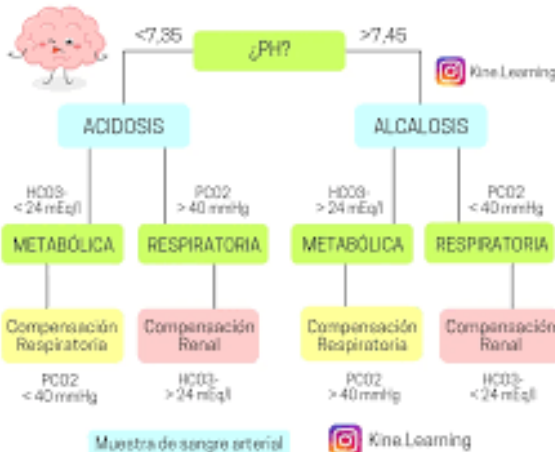 ¿PH?
<7,35
>7,45
Kine.Learning
ACIDOSIS
ALCALOSIS
HCO3-
< 24 mEq/l
PCO2
> 40 mmHg
HCO3-
> 24 mEq/l
PCO2
< 40 mmHg
METABÓLICA
RESPIRATORIA
METABÓLICA
RESPIRATORIA
Compensación
Respiratoria
Compensación
Renal
Compensación
Respiratoria
Compensación
Renal
PCO2
< 40 mmHg
HCO3-
> 24 mEq/l
PCO2
> 40 mmHg
HCO3-
< 24 mEq/l
Muestra de sangre arterial
Kine.Learning